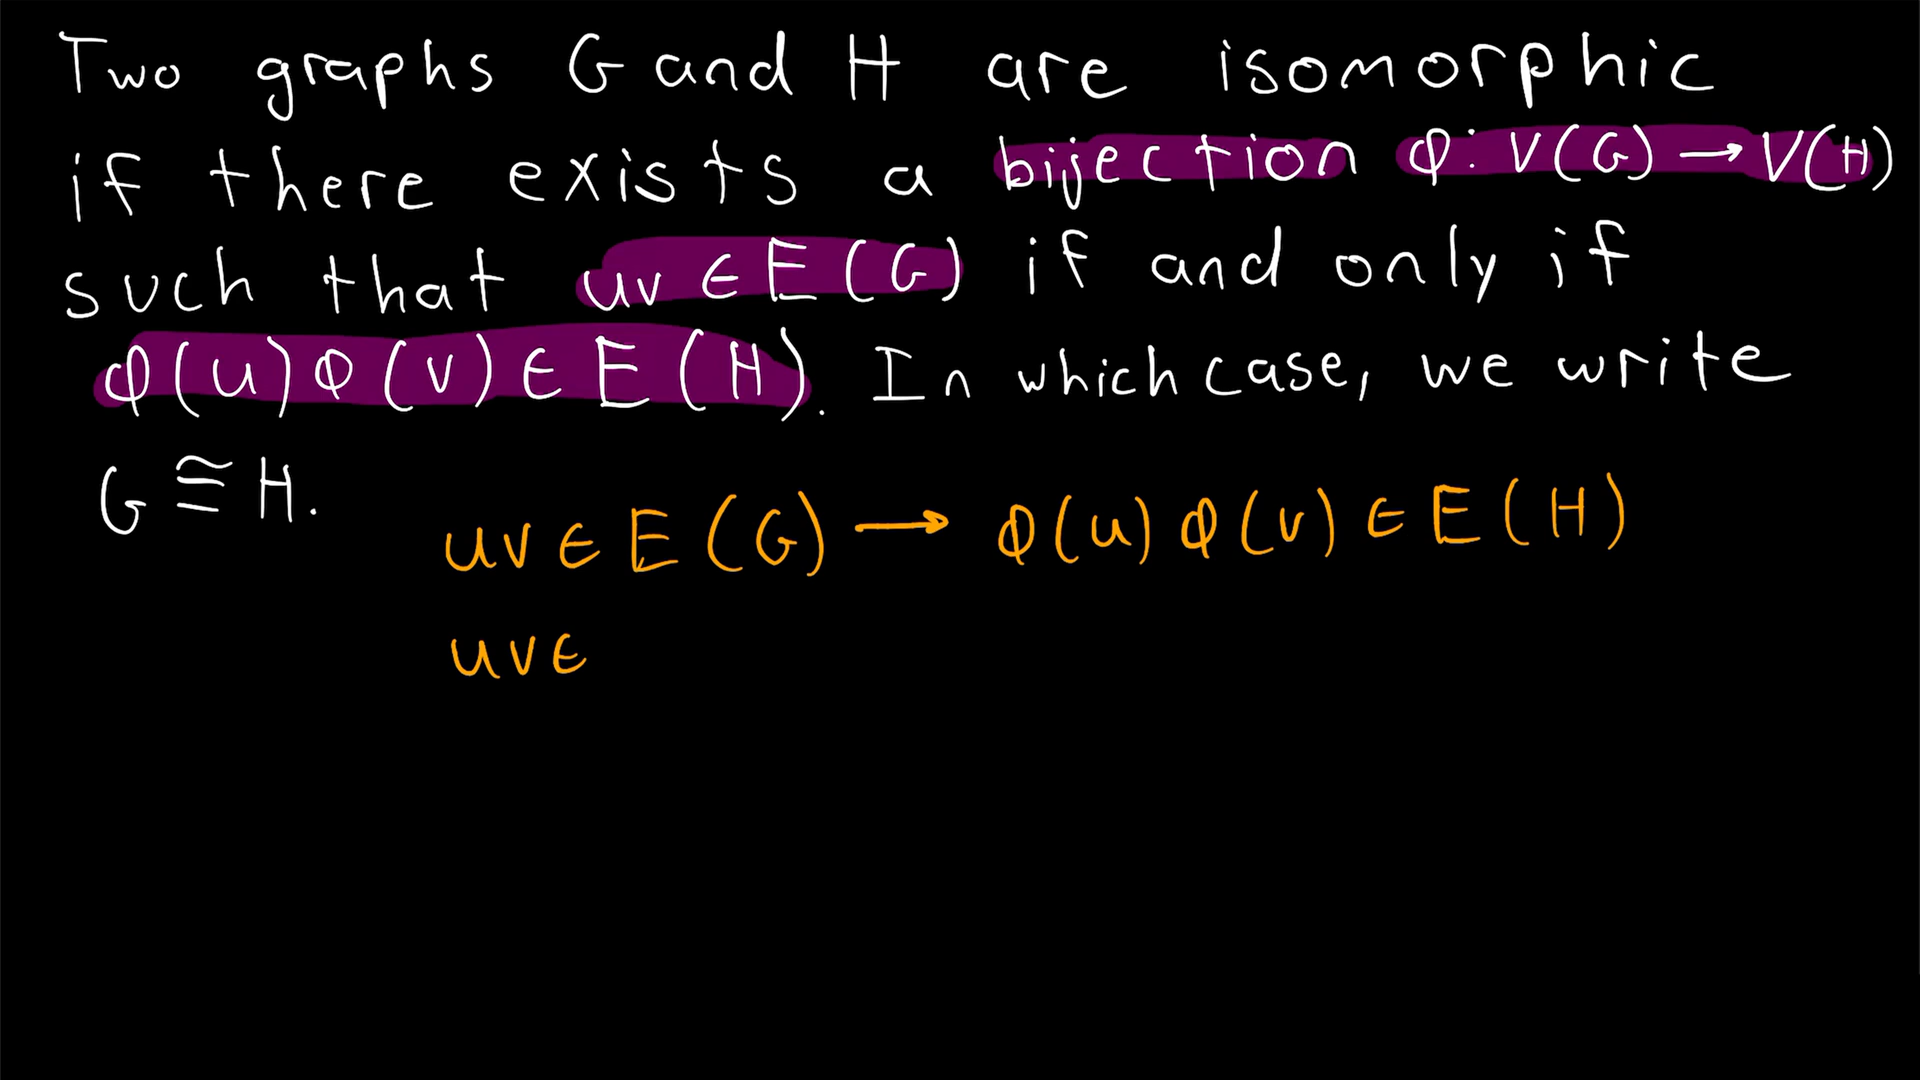 Two graphs G and H are isomorphic
if there exists a bijection φ: V(G) → V(H)
such that uv ∈ E(G) if and only if
φ(u)φ(v) ∈ E(H). In which case, we write
G ≅ H.
uv ∈ E(G) → φ(u)φ(v) ∈ E(H)
uv ∈